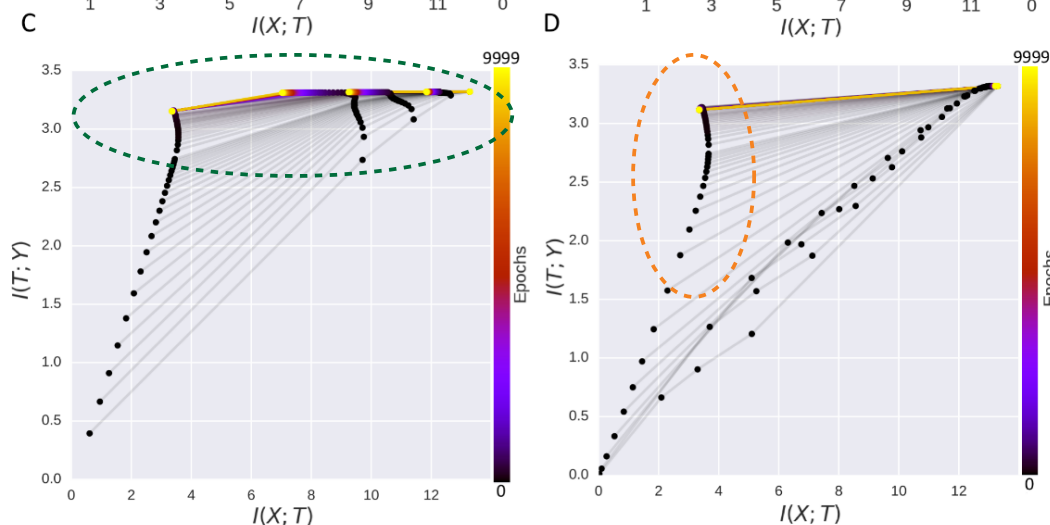 1 3 5 7 9 11 0 1 3 5 7 9 11 0
I(X; T) I(X; T)
C D
9999 9999
3.5 3.5
3.0 3.0
2.5 2.5
2.0 2.0
I(T; Y) I(T; Y)
1.5 1.5
Epochs Epochs
1.0 1.0
0.5 0.5
0.0 0.0
0 0
0 2 4 6 8 10 12 0 2 4 6 8 10 12
I(X; T) I(X; T)